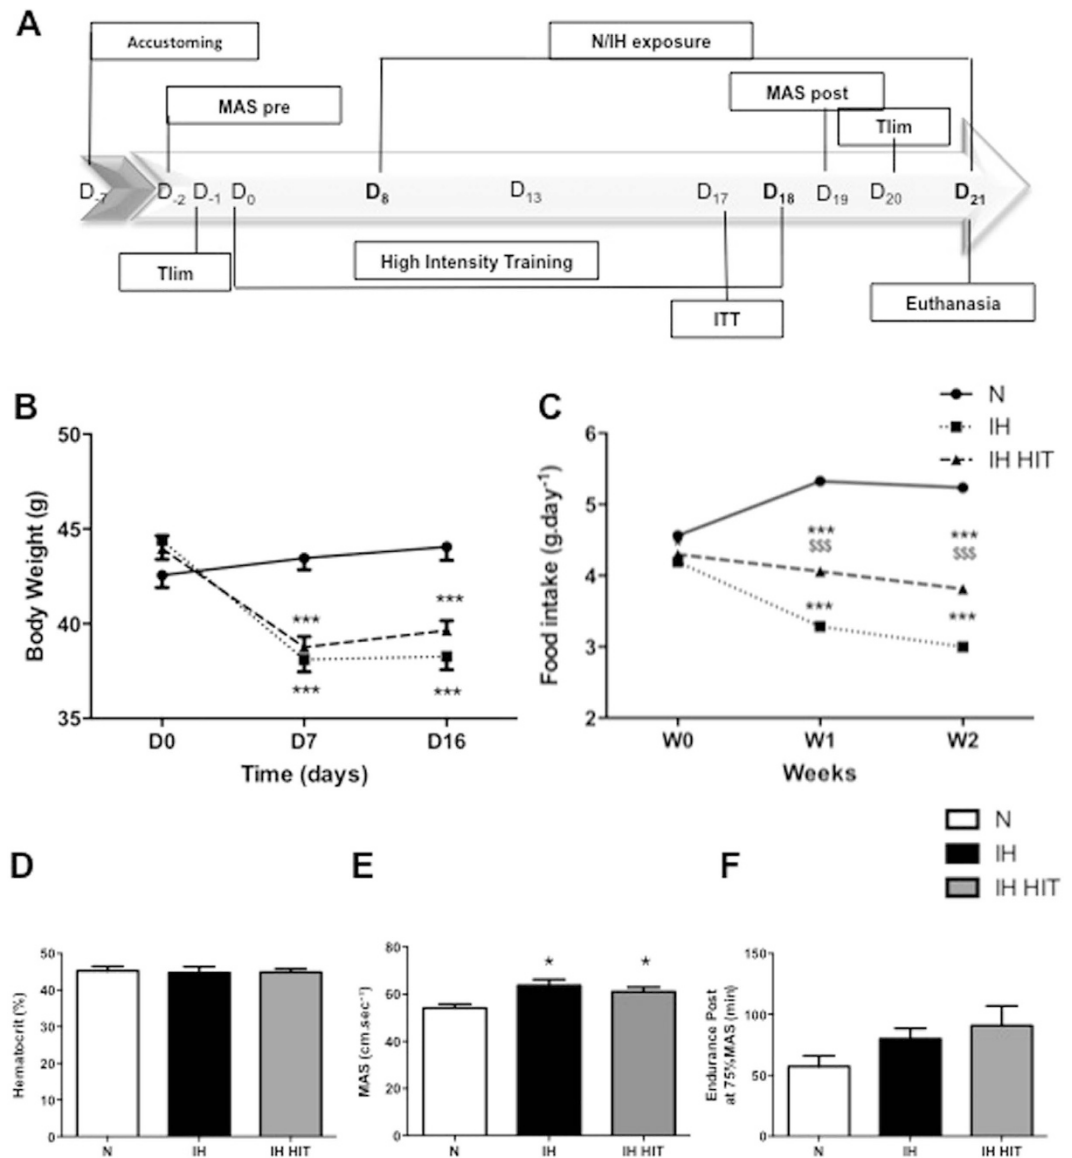 A
Accustoming
N/IH exposure
MAS pre
MAS post
Tlim
D-7
D-2
D-1
D0
D8
D13
D17
D18
D19
D20
D21
Tlim
High Intensity Training
ITT
Euthanasia
B
50
45
40
35
Body Weight (g)
***
***
***
***
D0
D7
D16
Time (days)
C
N
IH
IH HIT
6
5
4
3
2
Food intake (g.day-1)
***
$$$
***
$$$
***
***
W0
W1
W2
Weeks
N
IH
IH HIT
D
50
40
30
20
10
0
Hematocrit (%)
N
IH
IH HIT
E
80
60
40
20
0
MAS (cm.sec-1)
*
*
N
IH
IH HIT
F
150
100
50
0
Endurance Post
at 75%MAS (min)
N
IH
IH HIT